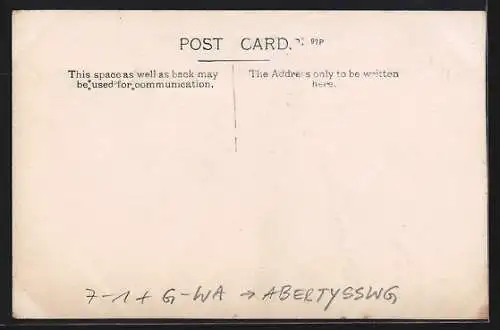 POST CARD.
This space as well as back may
be used for communication.
The Address only to be written
here.
7-1 + G-WA → ABERTYSSWG